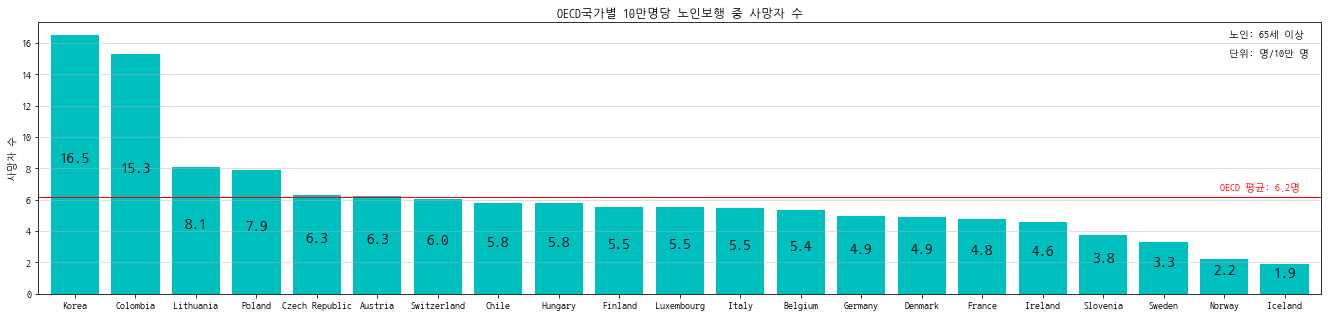 OECD국가별 10만명당 노인보행 중 사망자 수
노인: 65세 이상
단위: 명/10만 명
사망자 수
16
14
12
10
8
6
4
2
0
OECD 평균: 6.2명
16.5 15.3 8.1 7.9 6.3 6.3 6.0 5.8 5.8 5.5 5.5 5.5 5.4 4.9 4.9 4.8 4.6 3.8 3.3 2.2 1.9
Korea Colombia Lithuania Poland Czech Republic Austria Switzerland Chile Hungary Finland Luxembourg Italy Belgium Germany Denmark France Ireland Slovenia Sweden Norway Iceland